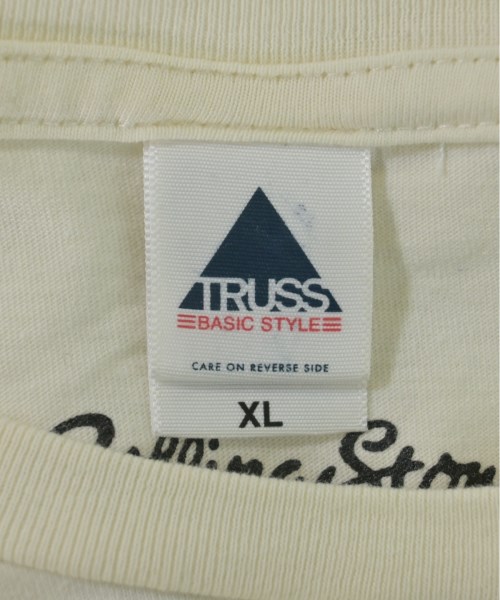 TRUSS
BASIC STYLE
CARE ON REVERSE SIDE
XL